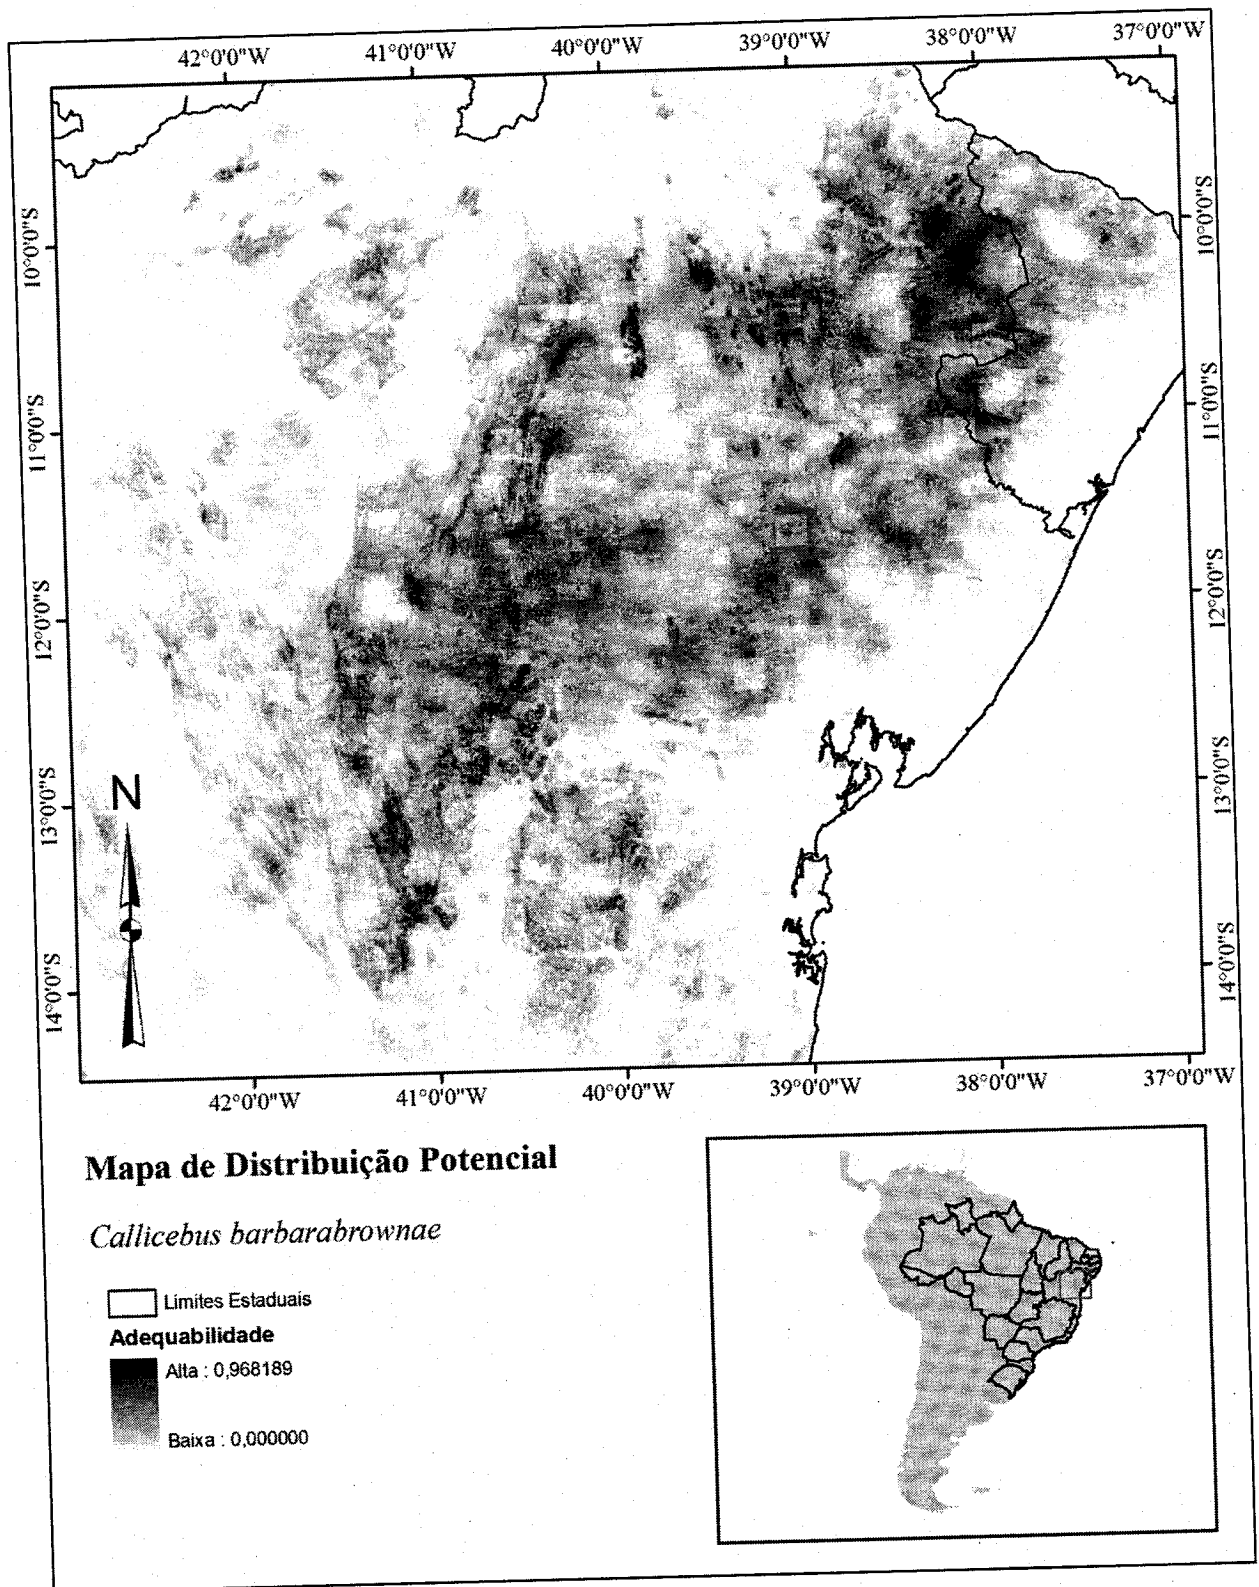 42°0'0"W 41°0'0"W 40°0'0"W 39°0'0"W 38°0'0"W 37°0'0"W
10°0'0"S
11°0'0"S
12°0'0"S
13°0'0"S
14°0'0"S
10°0'0"S
11°0'0"S
12°0'0"S
13°0'0"S
14°0'0"S
N
42°0'0"W 41°0'0"W 40°0'0"W 39°0'0"W 38°0'0"W 37°0'0"W
Mapa de Distribuição Potencial
Callicebus barbarabrownae
Limites Estaduais
Adequabilidade
Alta : 0,968189
Baixa : 0,000000